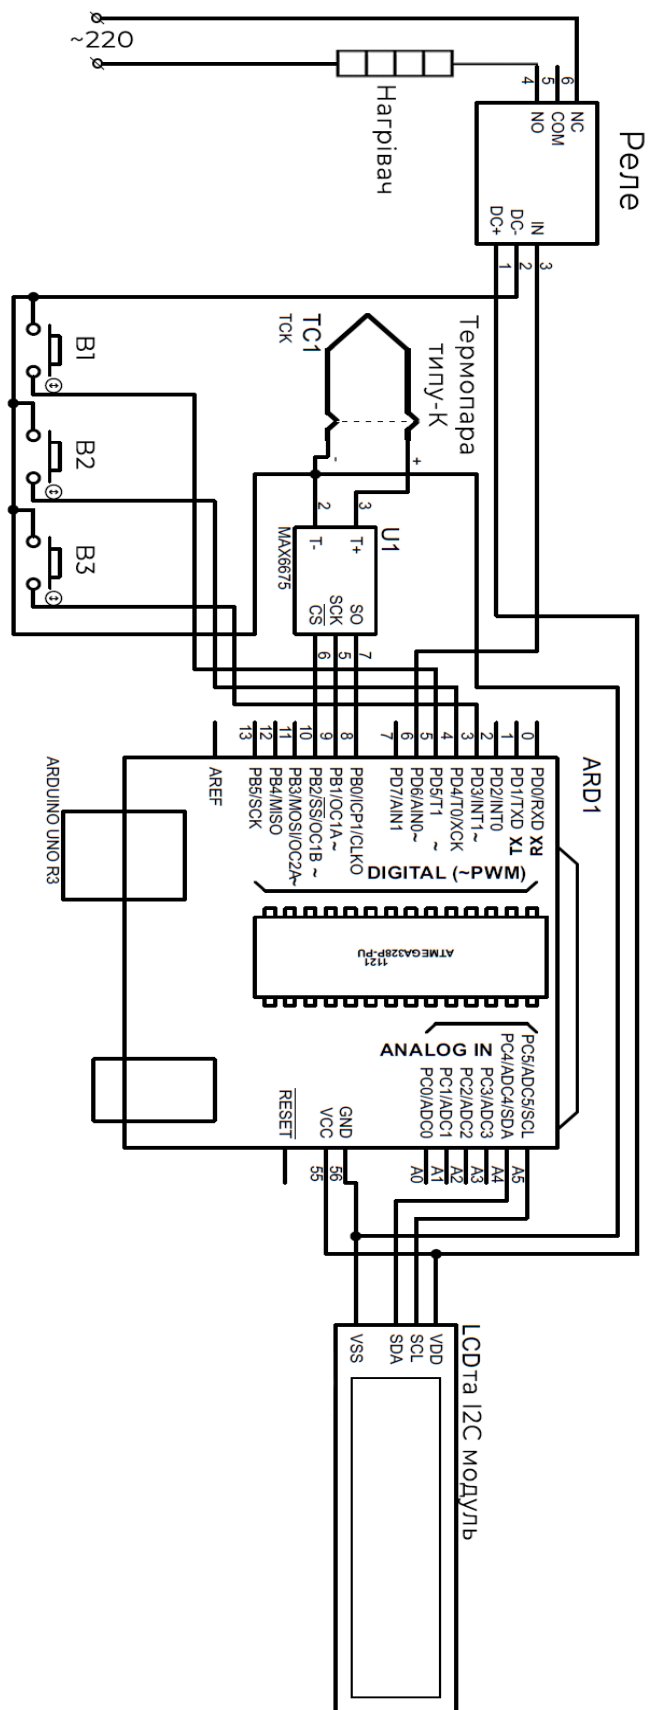 ~220
Нагрівач
Реле
4
5
6
NO
COM
NC
DC+
DC-
IN
1
2
3
B1
B2
B3
TC1
TCK
Термопара
типу-К
-
+
2
3
U1
MAX6675
T-
T+
CS
SCK
SO
6
5
7
ARD1
ARDUINO UNO R3
13
12
11
10
9
8
7
6
5
4
3
2
1
0
AREF
PB5/SCK
PB4/MISO
PB3/MOSI/OC2A~
PB2/SS/OC1B ~
PB1/OC1A~
PB0/ICP1/CLKO
PD7/AIN1
PD6/AIN0~
PD5/T1 ~
PD4/T0/XCK
PD3/INT1~
PD2/INT0
PD1/TXD TX
PD0/RXD RX
DIGITAL (~PWM)
ATMEGA328P-PU
1121
ANALOG IN
RESET
VCC
GND
PC0/ADC0
PC1/ADC1
PC2/ADC2
PC3/ADC3
PC4/ADC4/SDA
PC5/ADC5/SCL
55
56
A0
A1
A2
A3
A4
A5
LCDта I2C модуль
VSS
SDA
SCL
VDD